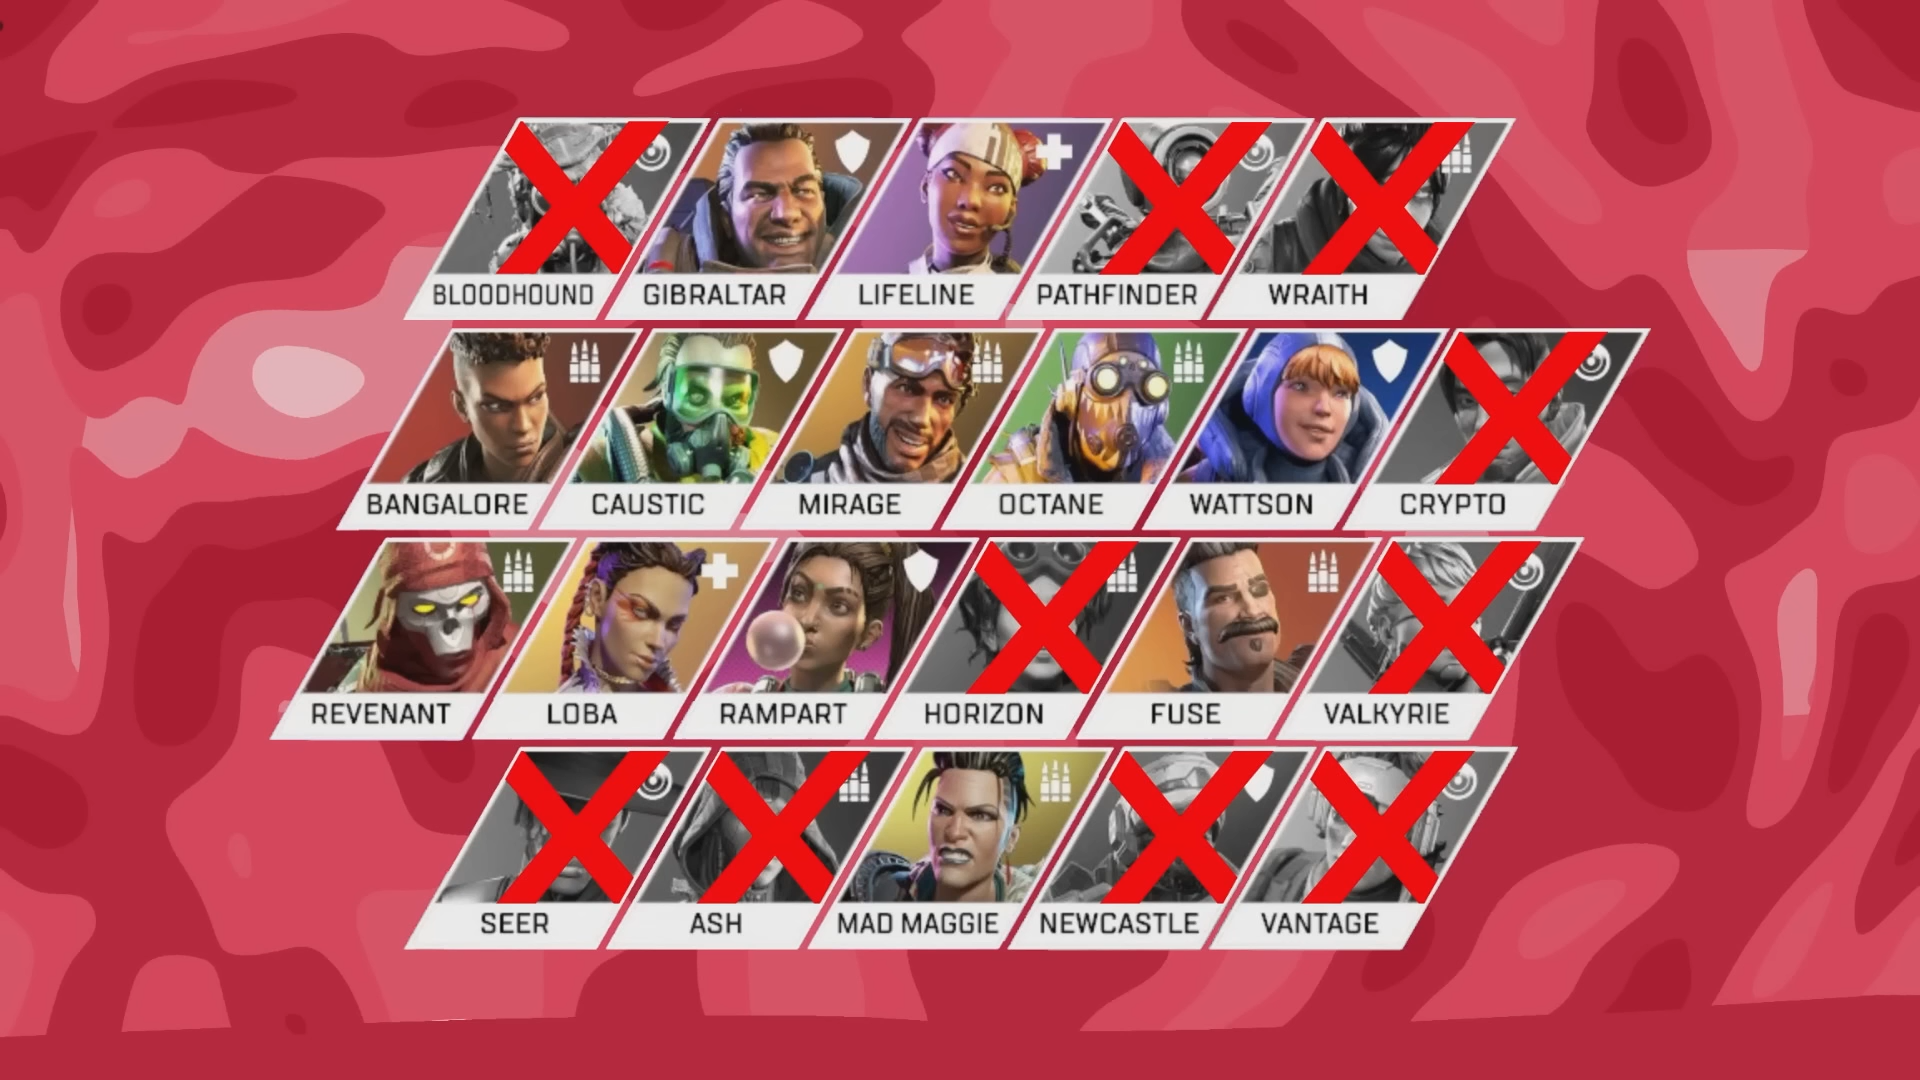 BLOODHOUND GIBRALTAR LIFELINE PATHFINDER WRAITH
BANGALORE CAUSTIC MIRAGE OCTANE WATTSON CRYPTO
REVENANT LOBA RAMPART HORIZON FUSE VALKYRIE
SEER ASH MAD MAGGIE NEWCASTLE VANTAGE